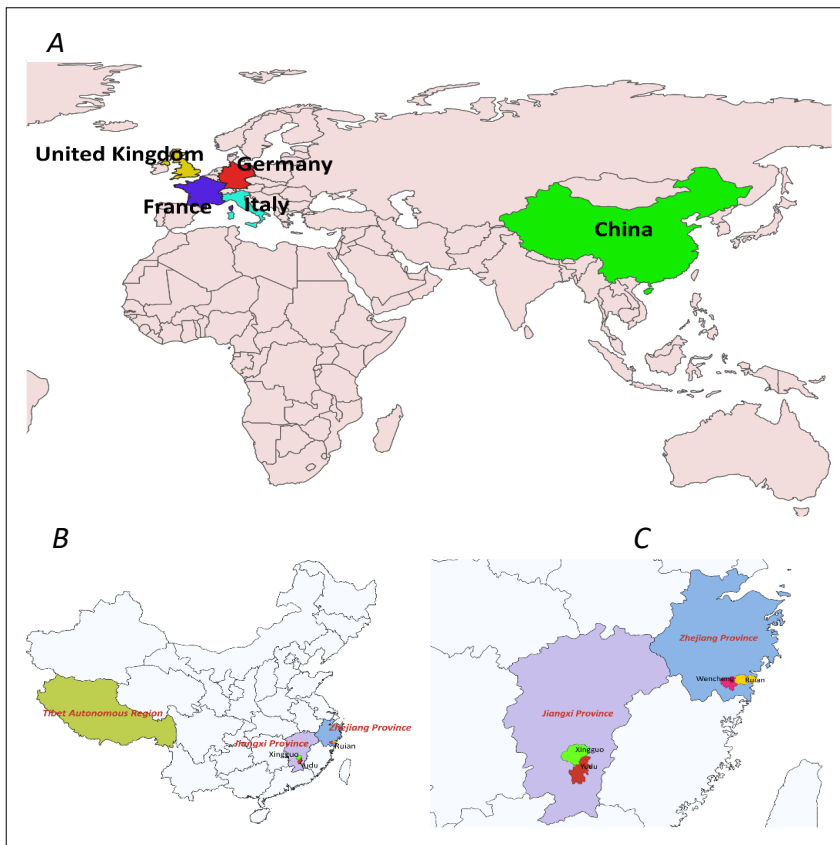 A
United Kingdom
Germany
France
Italy
China
B
C
Tibet Autonomous Region
Zhejiang Province
Jiangxi Province
Ruian
Xingguo
Yudu
Zhejiang Province
Wencheng
Ruian
Jiangxi Province
Xingguo
Yudu